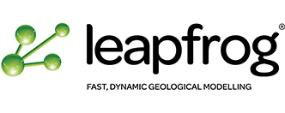 leapfrog®
FAST, DYNAMIC GEOLOGICAL MODELLING